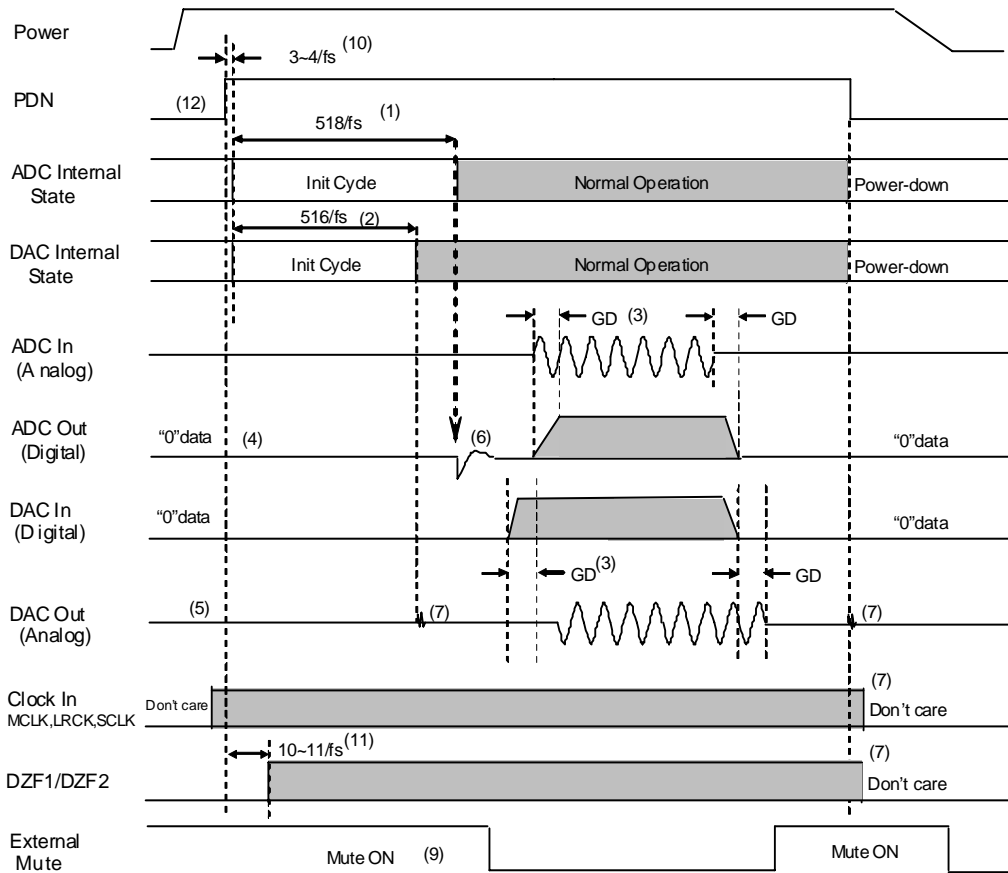 Power
3~4/fs (10)
PDN
(12)
518/fs (1)
ADC Internal
State
Init Cycle
Normal Operation
Power-down
516/fs (2)
DAC Internal
State
Init Cycle
Normal Operation
Power-down
GD (3)
GD
ADC In
(Analog)
ADC Out
(Digital)
“0”data
(4)
(6)
“0”data
DAC In
(Digital)
“0”data
“0”data
GD (3)
GD
DAC Out
(Analog)
(5)
(7)
(7)
Clock In
MCLK,LRCK,SCLK
Don't care
(7)
Don't care
10~11/fs (11)
DZF1/DZF2
(7)
Don't care
External
Mute
Mute ON (9)
Mute ON